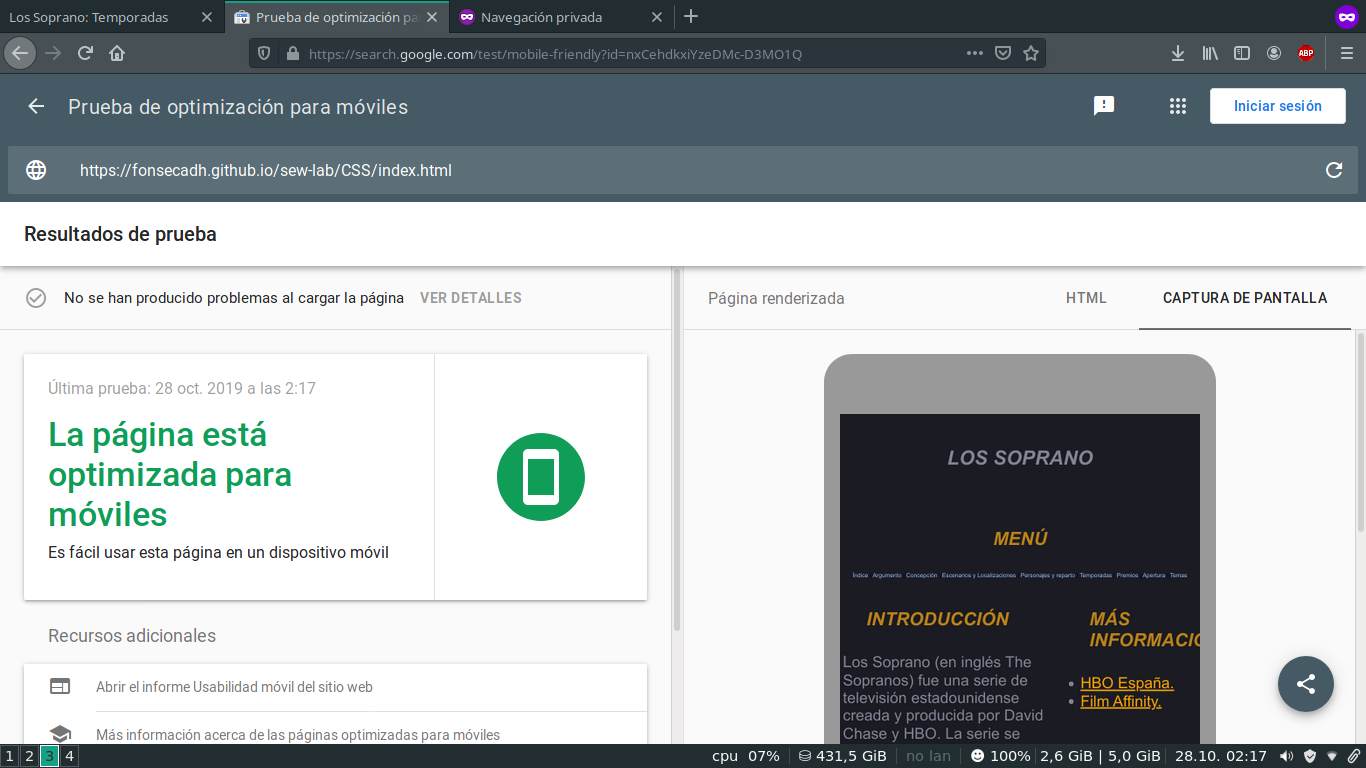 Los Soprano: Temporadas
Prueba de optimización pa
Navegación privada
https://search.google.com/test/mobile-friendly?id=nxCehdkxiYzeDMc-D3MO1Q
ABP
Prueba de optimización para móviles
Iniciar sesión
https://fonsecadh.github.io/sew-lab/CSS/index.html
Resultados de prueba
No se han producido problemas al cargar la página VER DETALLES
Página renderizada
HTML
CAPTURA DE PANTALLA
Última prueba: 28 oct. 2019 a las 2:17
La página está
optimizada para
móviles
Es fácil usar esta página en un dispositivo móvil
Recursos adicionales
Abrir el informe Usabilidad móvil del sitio web
Más información acerca de las páginas optimizadas para móviles
LOS SOPRANO
MENÚ
Índice Argumento Concepción Escenarios y Localizaciones Personajes y reparto Temporadas Premios Apertura Temas
INTRODUCCIÓN
Los Soprano (en inglés The
Sopranos) fue una serie de
televisión estadounidense
creada y producida por David
Chase y HBO. La serie se
MÁS
INFORMACIÓ
HBO España.
Film Affinity.
1 2 3 4
cpu 07% 431,5 GiB no lan 100% 2,6 GiB | 5,0 GiB 28.10. 02:17